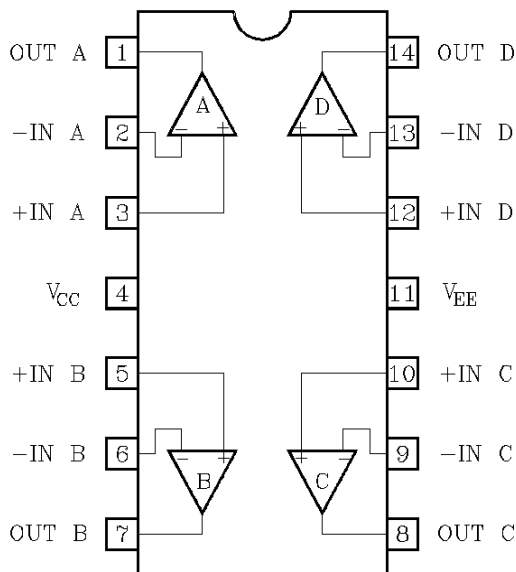 OUT A 1 14 OUT D
A D
-IN A 2 - + + - 13 -IN D
+IN A 3 12 +IN D
VCC 4 11 VEE
+IN B 5 10 +IN C
-IN B 6 - + + - 9 -IN C
B C
OUT B 7 8 OUT C